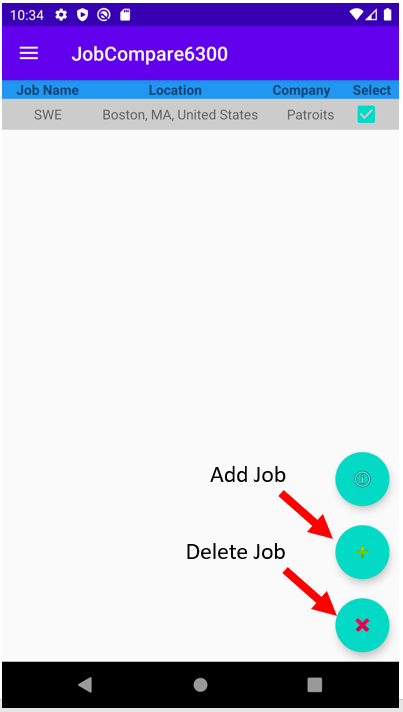 10:34
JobCompare6300
Job Name Location Company Select
SWE Boston, MA, United States Patroits
Add Job
Delete Job